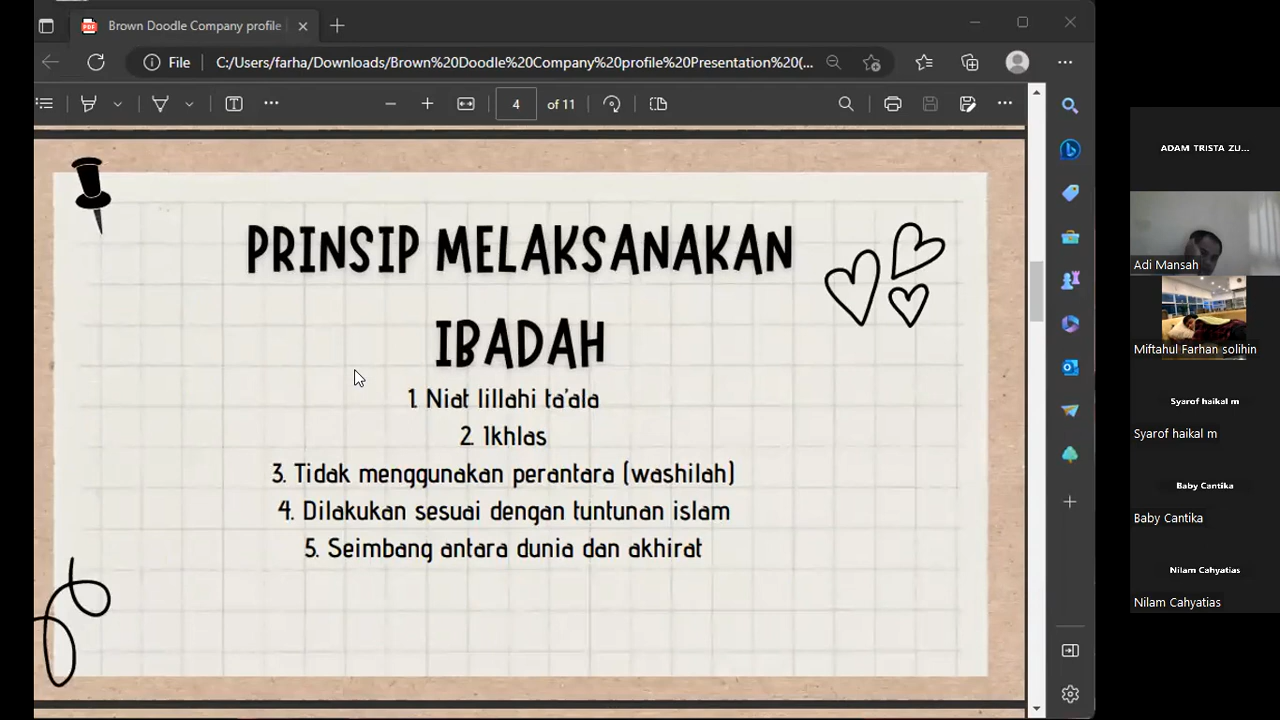 Brown Doodle Company profile
File
C:/Users/farha/Downloads/Brown%20Doodle%20Company%20profile%20Presentation%20(...
4 of 11
PRINSIP MELAKSANAKAN
IBADAH
1. Niat lillahi ta'ala
2. Ikhlas
3. Tidak menggunakan perantara (washilah)
4. Dilakukan sesuai dengan tuntunan islam
5. Seimbang antara dunia dan akhirat
ADAM TRISTA ZU...
Adi Mansah
Miftahul Farhan solihin
Syarof haikal m
Syarof haikal m
Baby Cantika
Baby Cantika
Nilam Cahyatias
Nilam Cahyatias